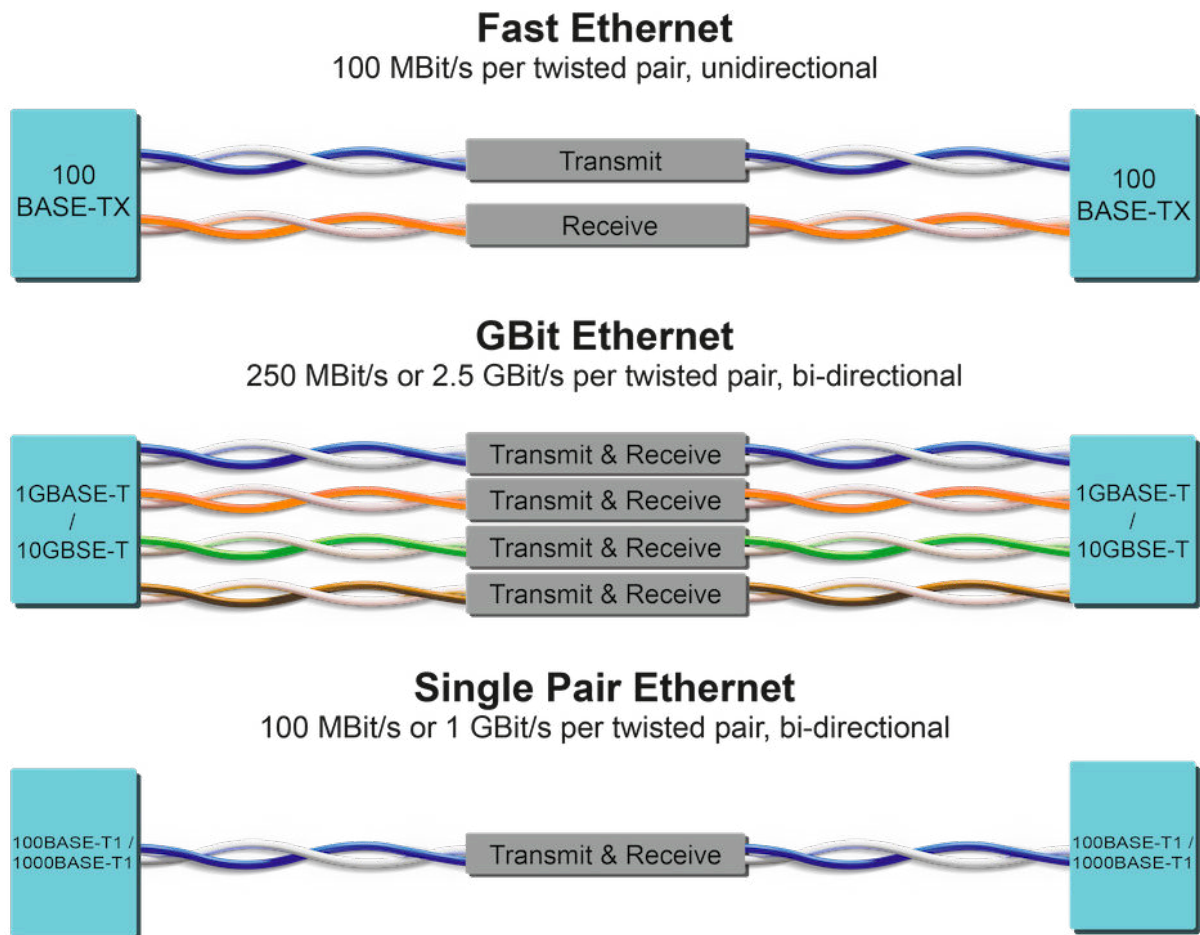 Fast Ethernet
100 MBit/s per twisted pair, unidirectional
100
BASE-TX
Transmit
Receive
100
BASE-TX
GBit Ethernet
250 MBit/s or 2.5 GBit/s per twisted pair, bi-directional
1GBASE-T
/
10GBSE-T
Transmit & Receive
Transmit & Receive
Transmit & Receive
Transmit & Receive
1GBASE-T
/
10GBSE-T
Single Pair Ethernet
100 MBit/s or 1 GBit/s per twisted pair, bi-directional
100BASE-T1 /
1000BASE-T1
Transmit & Receive
100BASE-T1 /
1000BASE-T1